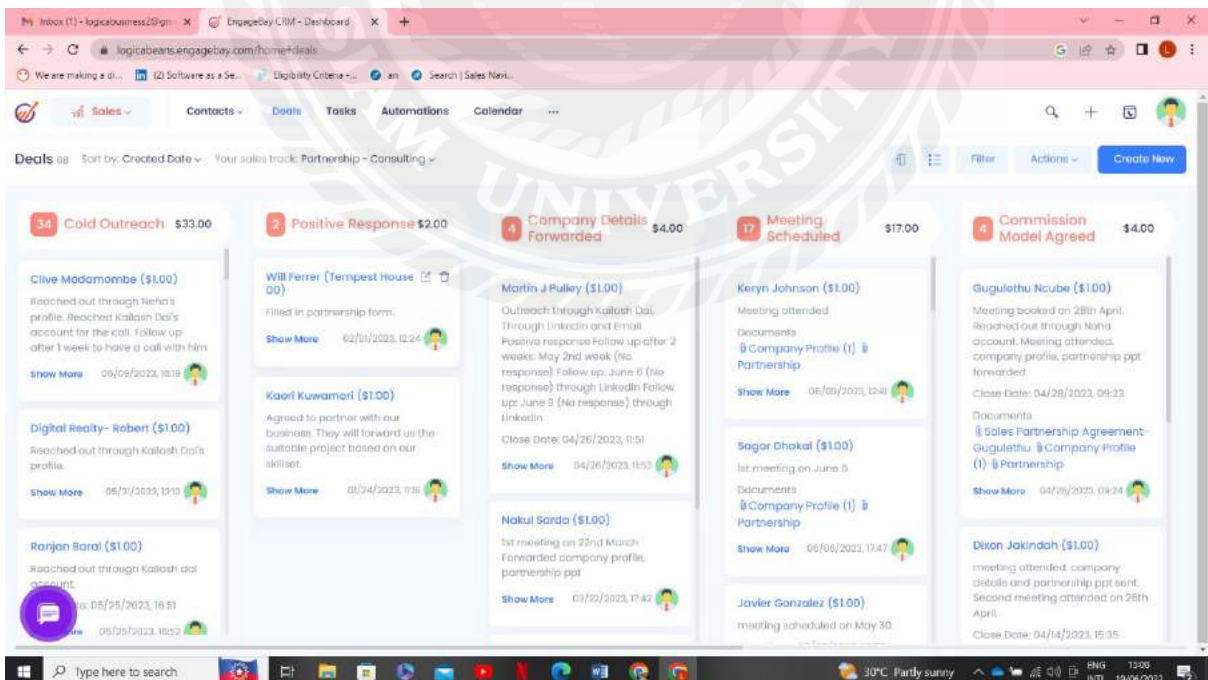 Inbox (1) - logicabusiness2@gm
EngageBay CRM - Dashboard
logicabeans.engagebay.com/home#deals
We are making a di...
(2) Software as a Se...
Eligibility Criteria -...
an
Search | Sales Navi...
Sales
Contacts
Deals
Tasks
Automations
Calendar
...
Deals 88 Sort by: Created Date Your sales track: Partnership - Consulting
Filter
Actions
Create New
UNIVERSITY
34 Cold Outreach $33.00
Clive Madamombe ($1.00)
Reached out through Neha's
profile. Reached Kailash Dai's
account for the call. Follow up
after 1 week to have a call with him
Show More 06/09/2023, 16:18
Digital Realty- Robert ($1.00)
Reached out through Kailash Dai's
profile.
Show More 05/31/2023, 12:10
Ranjan Baral ($1.00)
Reached out through Kailash dai
account.
05/25/2023, 16:51
05/25/2023, 16:52
2 Positive Response $2.00
Will Ferrer (Tempest House
00)
Filled in partnership form.
Show More 02/01/2023, 12:24
Kaori Kuwamori ($1.00)
Agreed to partner with our
business. They will forward us the
suitable project based on our
skillset.
Show More 01/24/2023, 11:16
4 Company Details
Forwarded $4.00
Martin J Pulley ($1.00)
Outreach through Kailash Dai.
Through Linkedin and Email.
Positive response Follow up after 2
weeks: May 2nd week (No
response) Follow up: June 6 (No
response) through LinkedIn Follow
up: June 9 (No response) through
Linkedin
Close Date: 04/26/2023, 11:51
Show More 04/26/2023, 11:53
Nakul Sarda ($1.00)
1st meeting on 22nd March
Forwarded company profile,
partnership ppt
Show More 03/22/2023, 17:42
17 Meeting
Scheduled $17.00
Keryn Johnson ($1.00)
Meeting attended
Documents
Company Profile (1)
Partnership
Show More 06/09/2023, 12:41
Sagar Dhakal ($1.00)
1st meeting on June 6
Documents
Company Profile (1)
Partnership
Show More 06/06/2023, 17:47
Javier Gonzalez ($1.00)
meeting scheduled on May 30.
4 Commission
Model Agreed $4.00
Gugulethu Ncube ($1.00)
Meeting booked on 28th April.
Reached out through Neha
account. Meeting attended.
company profile, partnership ppt
forwarded
Close Date: 04/28/2023, 09:23
Documents
Sales Partnership Agreement-
Gugulethu Company Profile
(1) Partnership
Show More 04/28/2023, 09:24
Dixon Jakindah ($1.00)
meeting attended. company
details and partnership ppt sent.
Second meeting attended on 26th
April.
Close Date: 04/14/2023, 15:35
Type here to search
30°C Partly sunny
ENG
INTL
13:08
19/06/2023